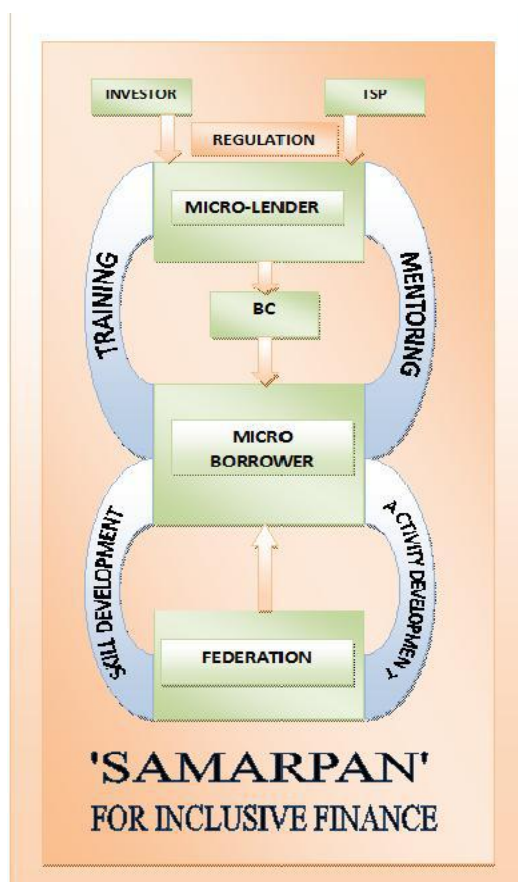 INVESTOR
TSP
REGULATION
MICRO-LENDER
TRAINING
MENTORING
BC
MICRO
BORROWER
SKILL DEVELOPMENT
ACTIVITY DEVELOPMENT
FEDERATION
'SAMARPAN'
FOR INCLUSIVE FINANCE